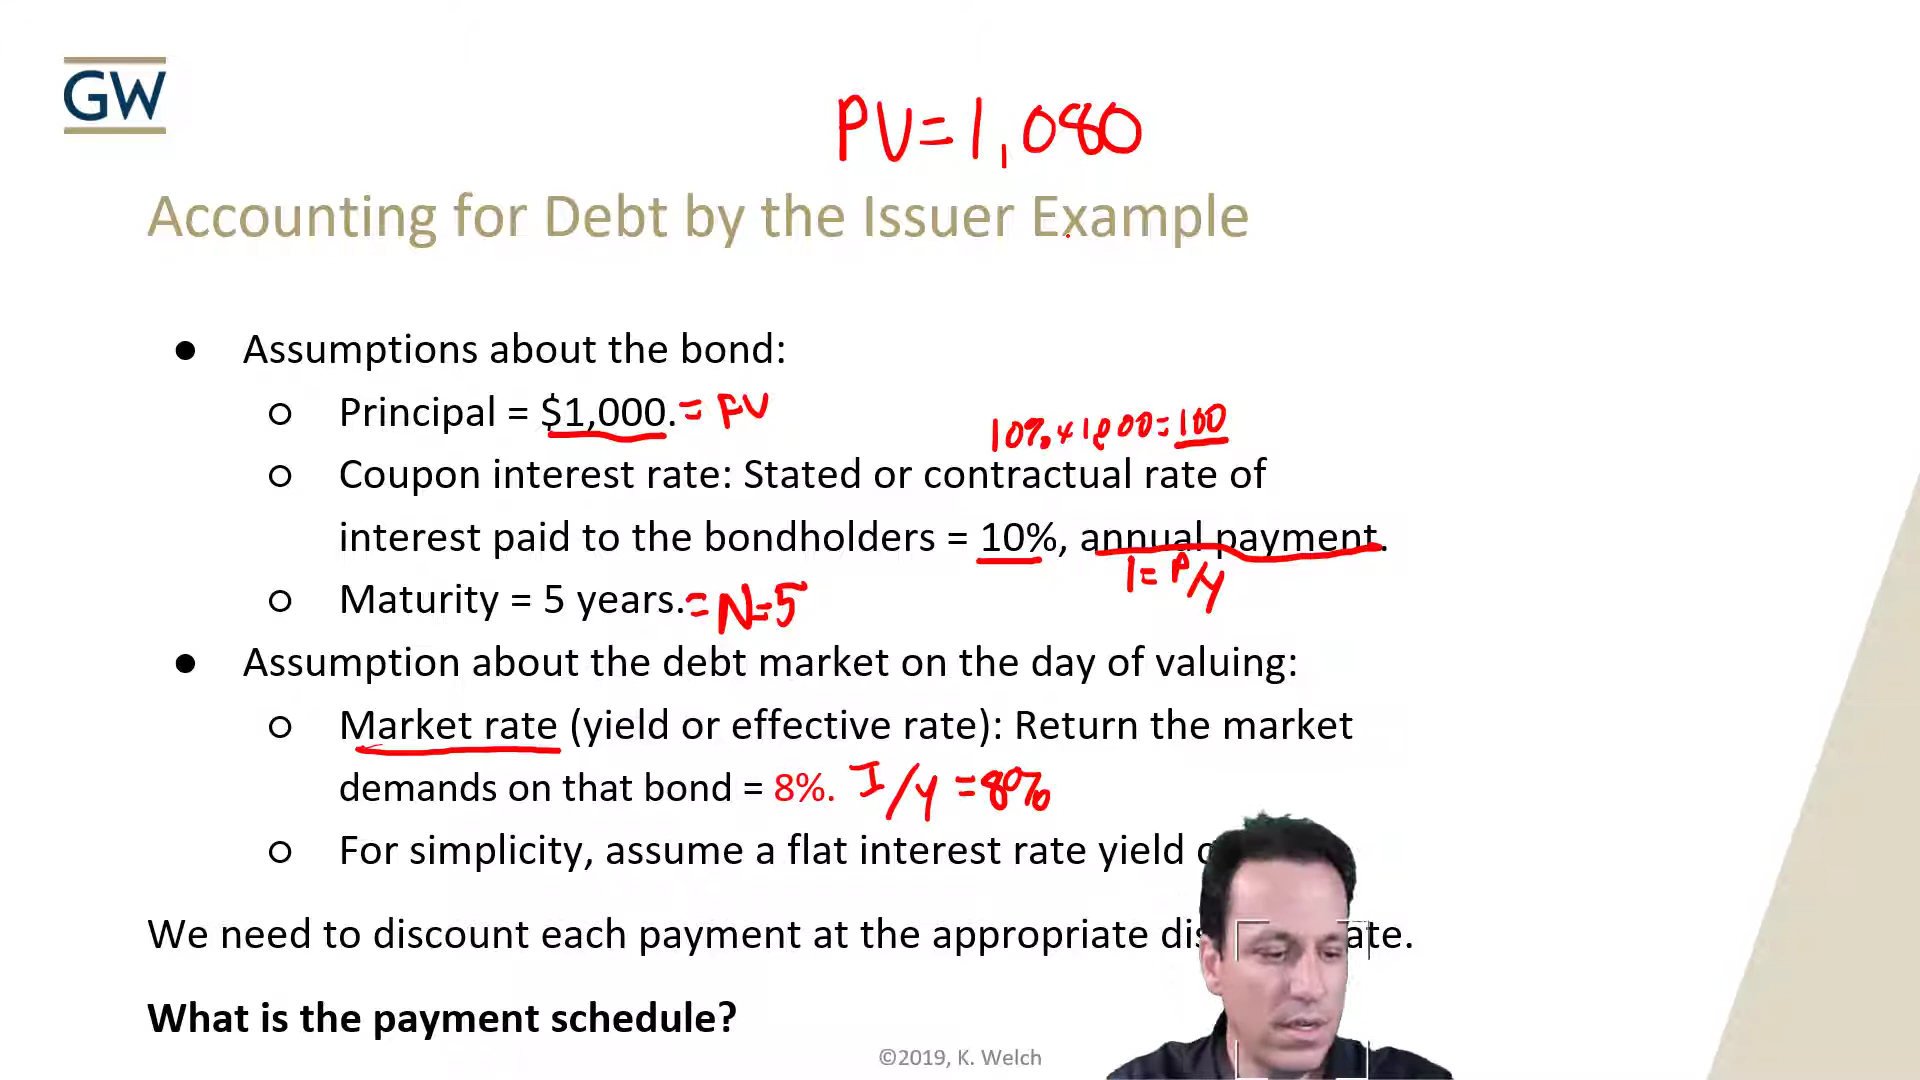 GW
PV=1,080
Accounting for Debt by the Issuer Example
● Assumptions about the bond:
○ Principal = $1,000. = FV
10% x 1000 = 100
○ Coupon interest rate: Stated or contractual rate of
interest paid to the bondholders = 10%, annual payment.
1 = P/Y
○ Maturity = 5 years. = N=5
● Assumption about the debt market on the day of valuing:
○ Market rate (yield or effective rate): Return the market
demands on that bond = 8%. I/Y = 8%
○ For simplicity, assume a flat interest rate yield
We need to discount each payment at the appropriate
What is the payment schedule?
©2019, K. Welch